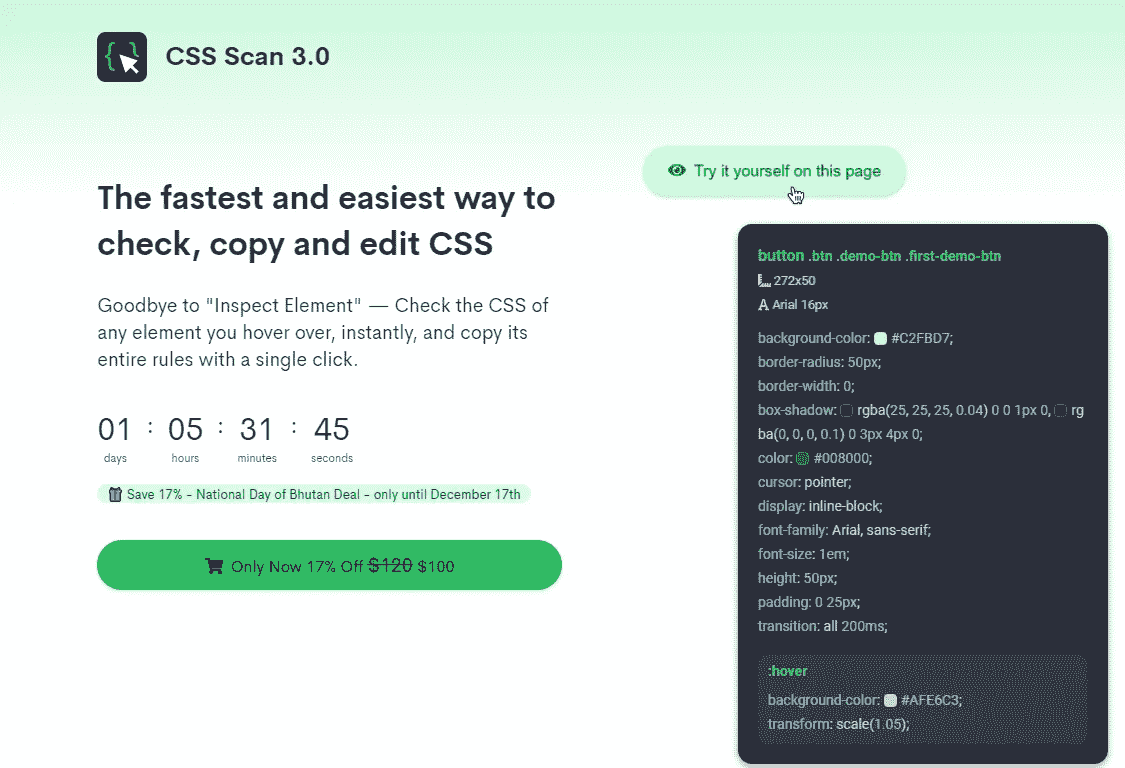 CSS Scan 3.0
The fastest and easiest way to
check, copy and edit CSS
Goodbye to "Inspect Element" — Check the CSS of
any element you hover over, instantly, and copy its
entire rules with a single click.
01 : 05 : 31 : 45
days hours minutes seconds
Save 17% - National Day of Bhutan Deal - only until December 17th
Only Now 17% Off $120 $100
Try it yourself on this page
button .btn .demo-btn .first-demo-btn
272x50
Arial 16px
background-color: #C2FBD7;
border-radius: 50px;
border-width: 0;
box-shadow: rgba(25, 25, 25, 0.04) 0 0 1px 0, rg
ba(0, 0, 0, 0.1) 0 3px 4px 0;
color: #008000;
cursor: pointer;
display: inline-block;
font-family: Arial, sans-serif;
font-size: 1em;
height: 50px;
padding: 0 25px;
transition: all 200ms;
:hover
background-color: #AFE6C3;
transform: scale(1.05);